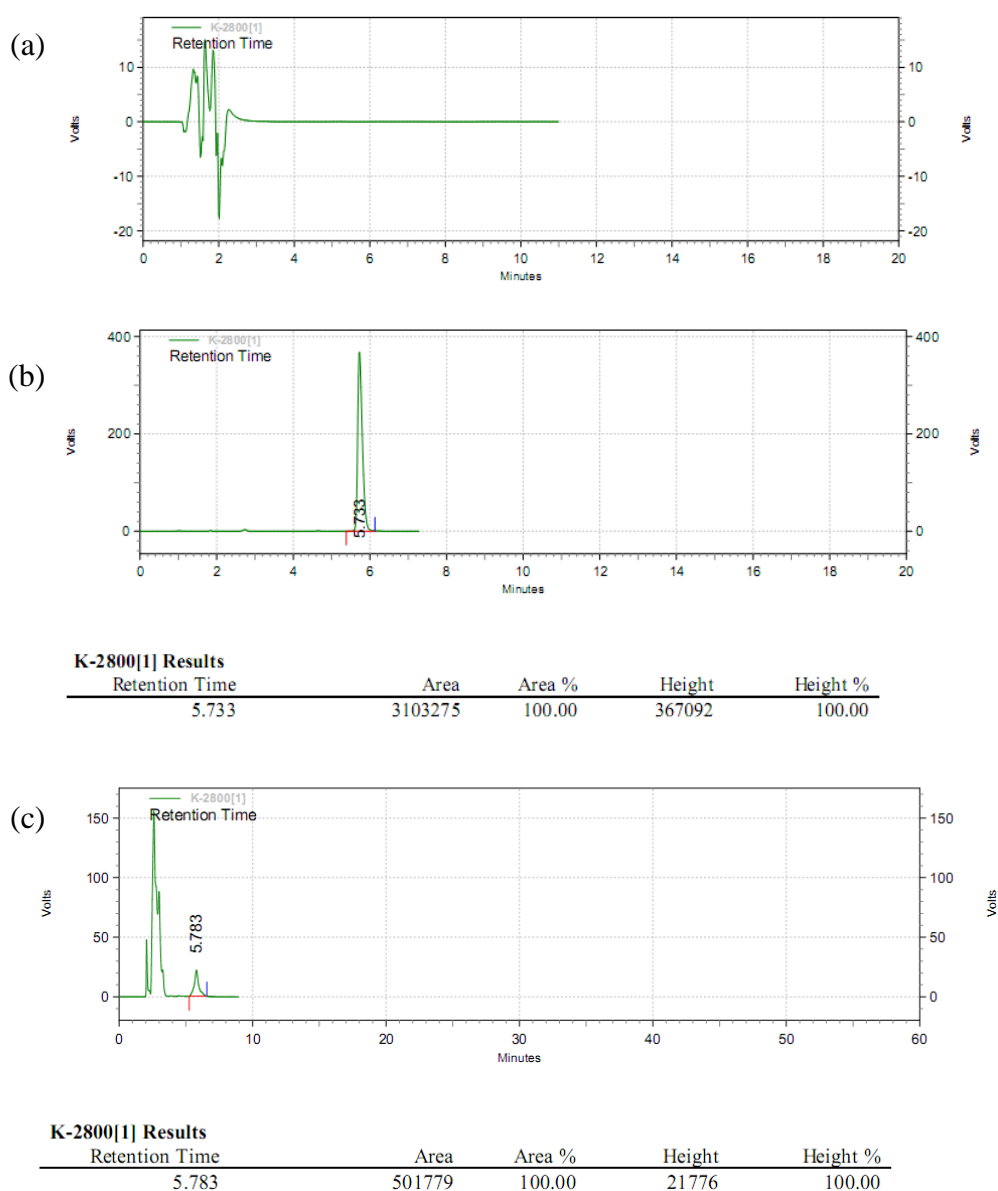 (a)
K-2800[1]
Retention Time
10 10
0 0
-10 -10
-20 -20
Volts Volts
0 2 4 6 8 10 12 14 16 18 20
Minutes
(b)
K-2800[1]
Retention Time
400 400
200 200
0 0
Volts Volts
5.733
0 2 4 6 8 10 12 14 16 18 20
Minutes
K-2800[1] Results
Retention Time Area Area % Height Height %
5.733 3103275 100.00 367092 100.00
(c)
K-2800[1]
Retention Time
150 150
100 100
50 50
0 0
Volts Volts
5.783
0 10 20 30 40 50 60
Minutes
K-2800[1] Results
Retention Time Area Area % Height Height %
5.783 501779 100.00 21776 100.00